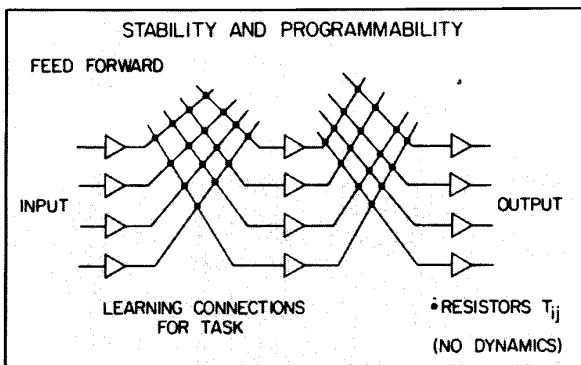 STABILITY AND PROGRAMMABILITY
FEED FORWARD
INPUT
OUTPUT
LEARNING CONNECTIONS
FOR TASK
•RESISTORS Tij
(NO DYNAMICS)